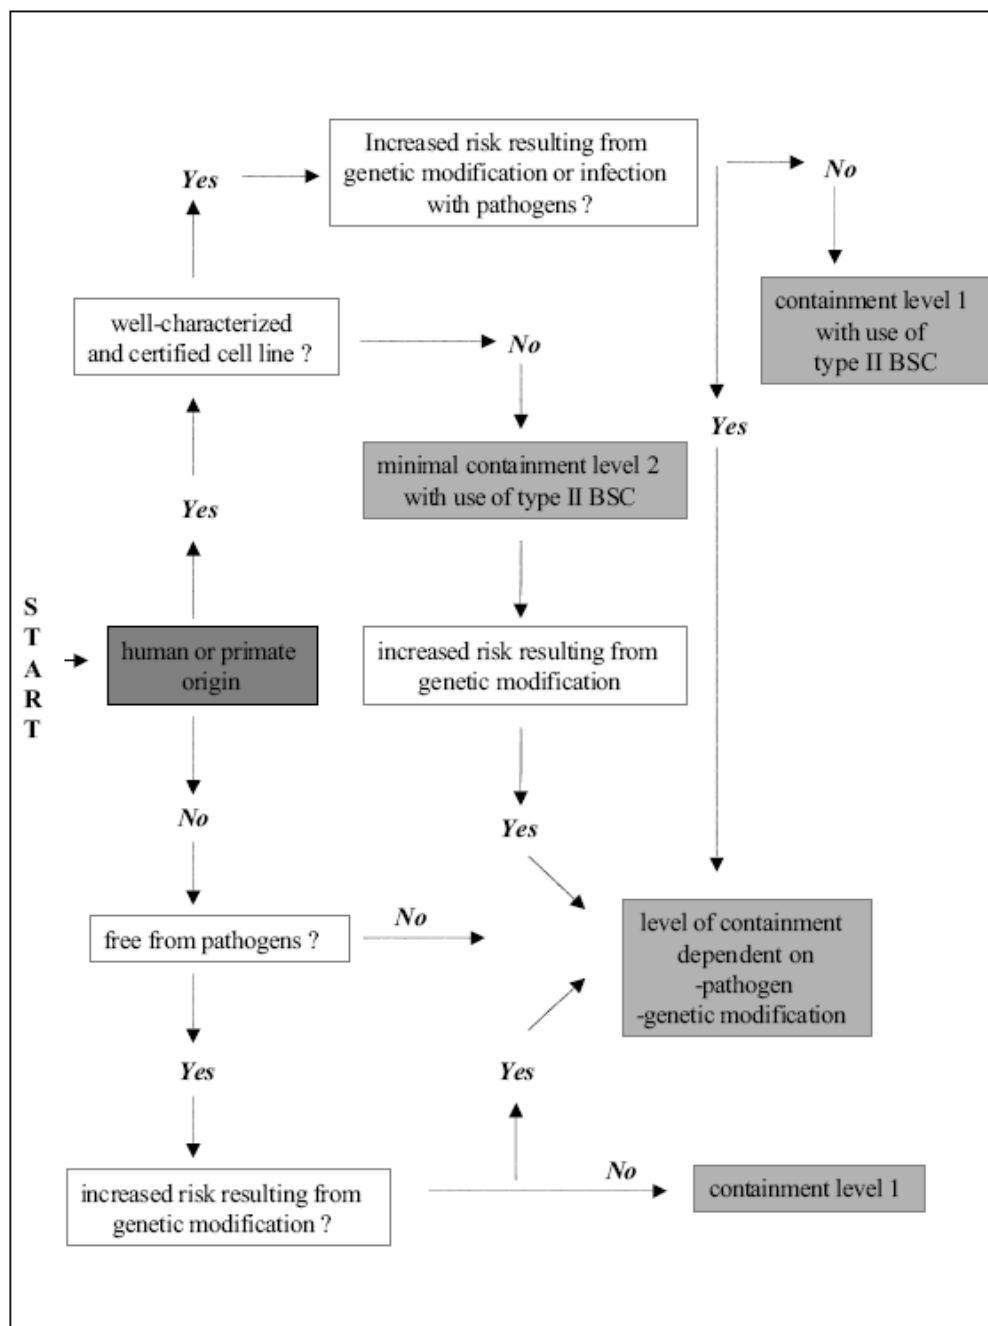 Increased risk resulting from
genetic modification or infection
with pathogens ?
Yes
No
containment level 1
with use of
type II BSC
well-characterized
and certified cell line ?
No
Yes
minimal containment level 2
with use of type II BSC
Yes
START
human or primate
origin
increased risk resulting from
genetic modification
No
Yes
free from pathogens ?
No
level of containment
dependent on
-pathogen
-genetic modification
Yes
Yes
increased risk resulting from
genetic modification ?
No
containment level 1